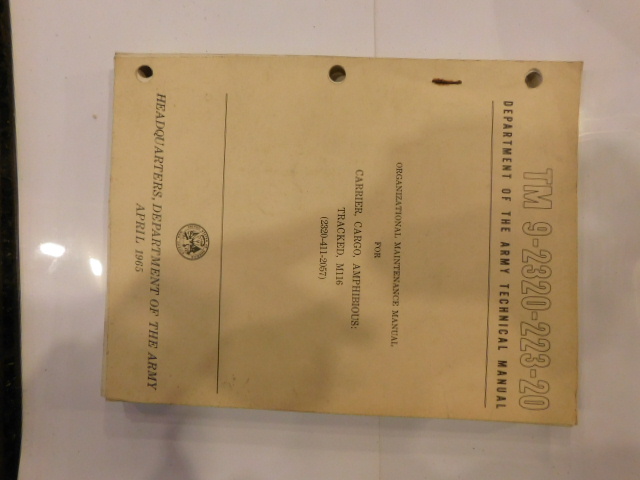 TM 9-2320-223-20
DEPARTMENT OF THE ARMY TECHNICAL MANUAL
ORGANIZATIONAL MAINTENANCE MANUAL
FOR
CARRIER, CARGO, AMPHIBIOUS:
TRACKED, M116
(2320-411-2057)
HEADQUARTERS, DEPARTMENT OF THE ARMY
APRIL 1965